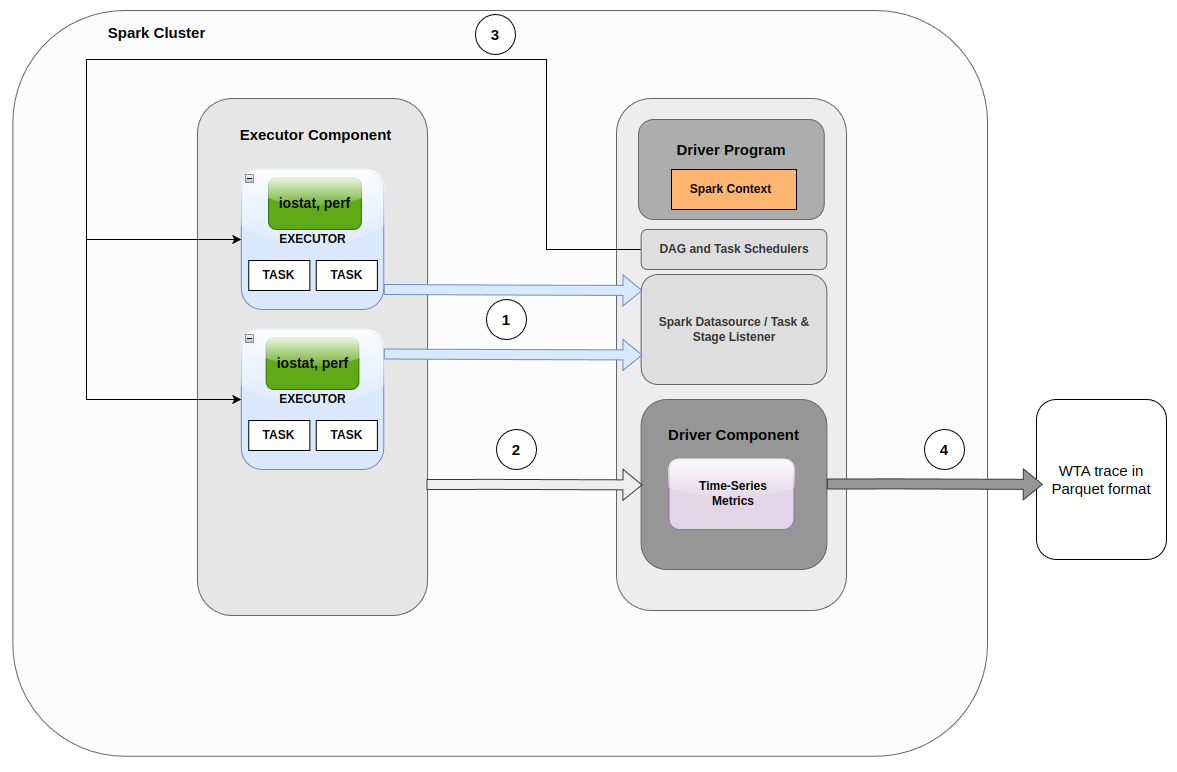 Spark Cluster
3
Executor Component
iostat, perf
EXECUTOR
TASK
TASK
iostat, perf
EXECUTOR
TASK
TASK
1
2
Driver Program
Spark Context
DAG and Task Schedulers
Spark Datasource / Task &
Stage Listener
Driver Component
Time-Series
Metrics
4
WTA trace in
Parquet format